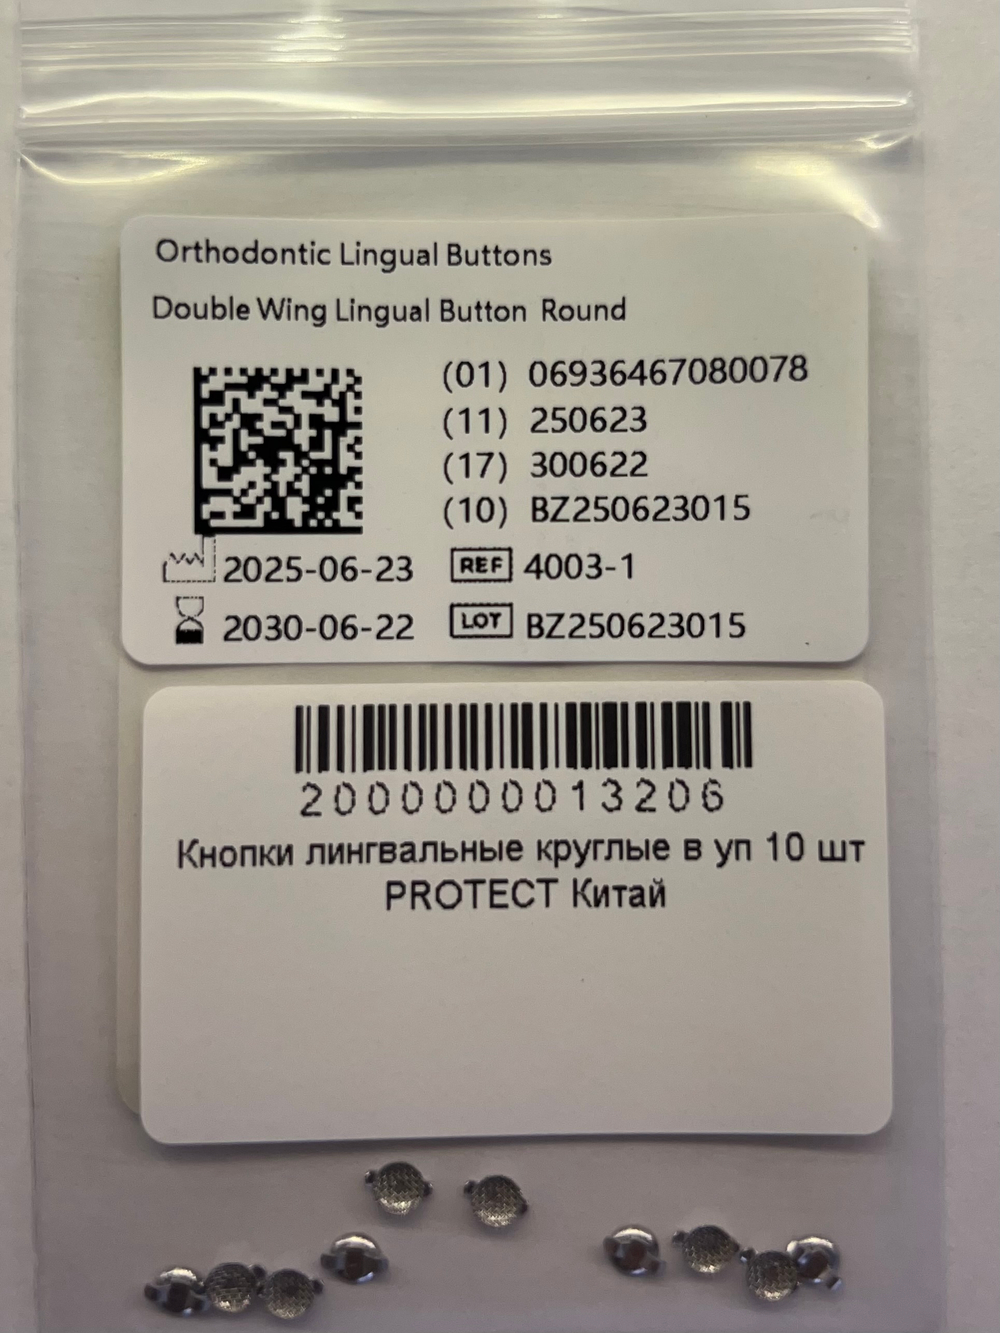 Orthodontic Lingual Buttons
Double Wing Lingual Button Round
(01) 06936467080078
(11) 250623
(17) 300622
(10) BZ250623015
2025-06-23 REF 4003-1
2030-06-22 LOT BZ250623015
2000000013206
Кнопки лингвальные круглые в уп 10 шт
PROTECT Китай